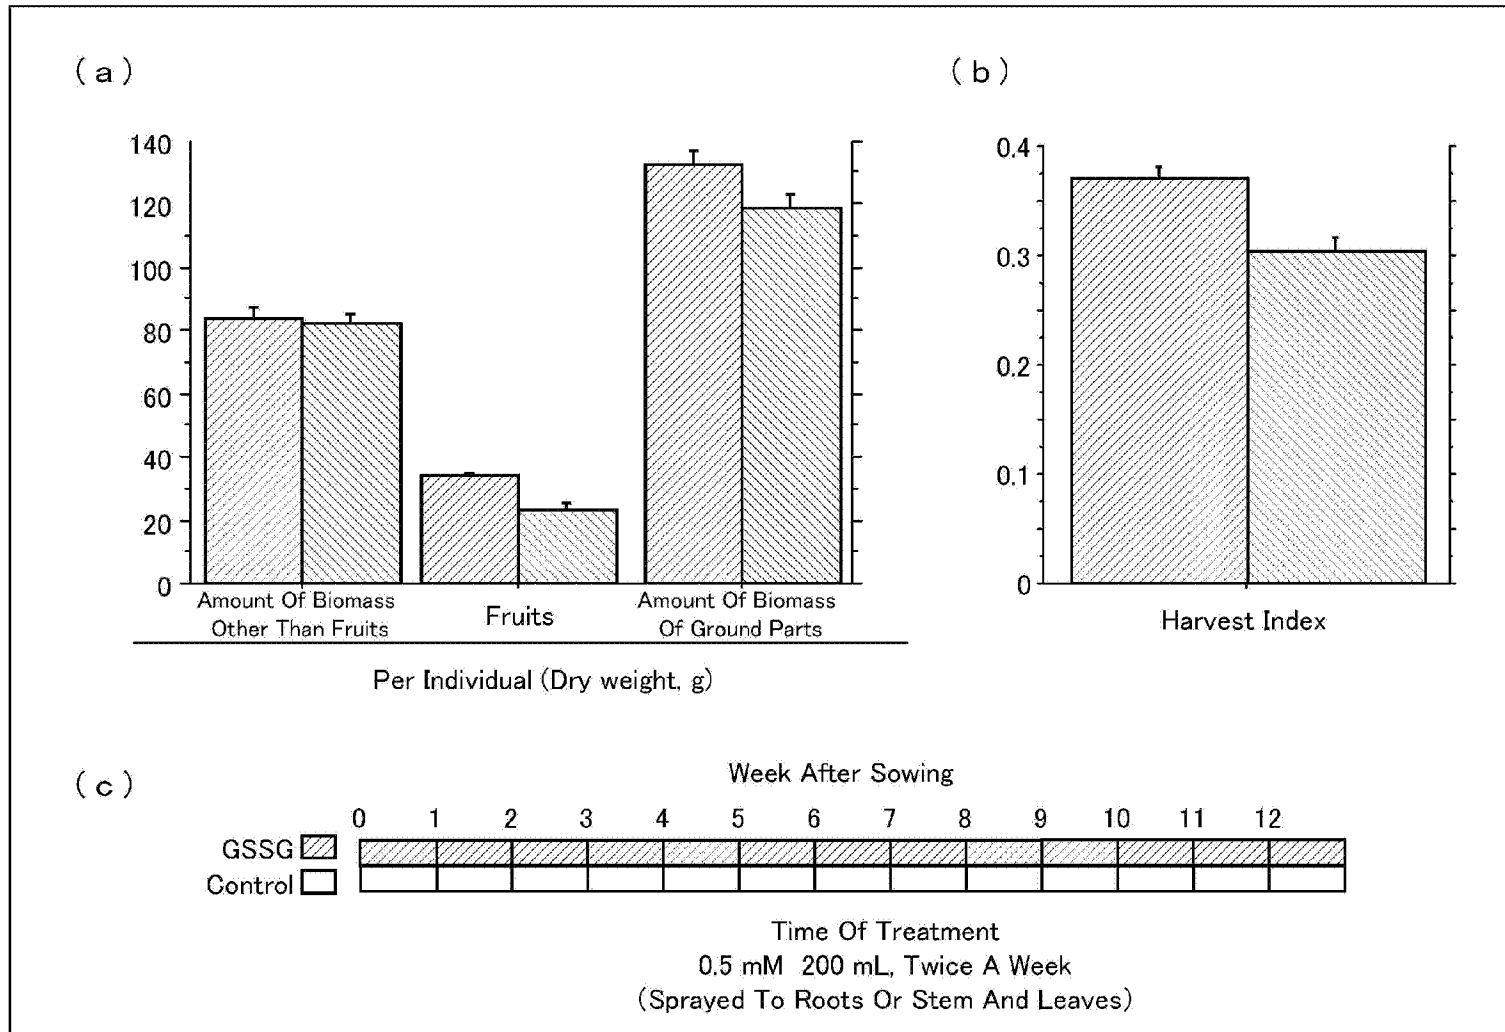 (a)
140
120
100
80
60
40
20
0
Amount Of Biomass
Other Than Fruits
Fruits
Amount Of Biomass
Of Ground Parts
Per Individual (Dry weight, g)
(b)
0.4
0.3
0.2
0.1
0
Harvest Index
(c)
Week After Sowing
0 1 2 3 4 5 6 7 8 9 10 11 12
GSSG
Control
Time Of Treatment
0.5 mM 200 mL, Twice A Week
(Sprayed To Roots Or Stem And Leaves)